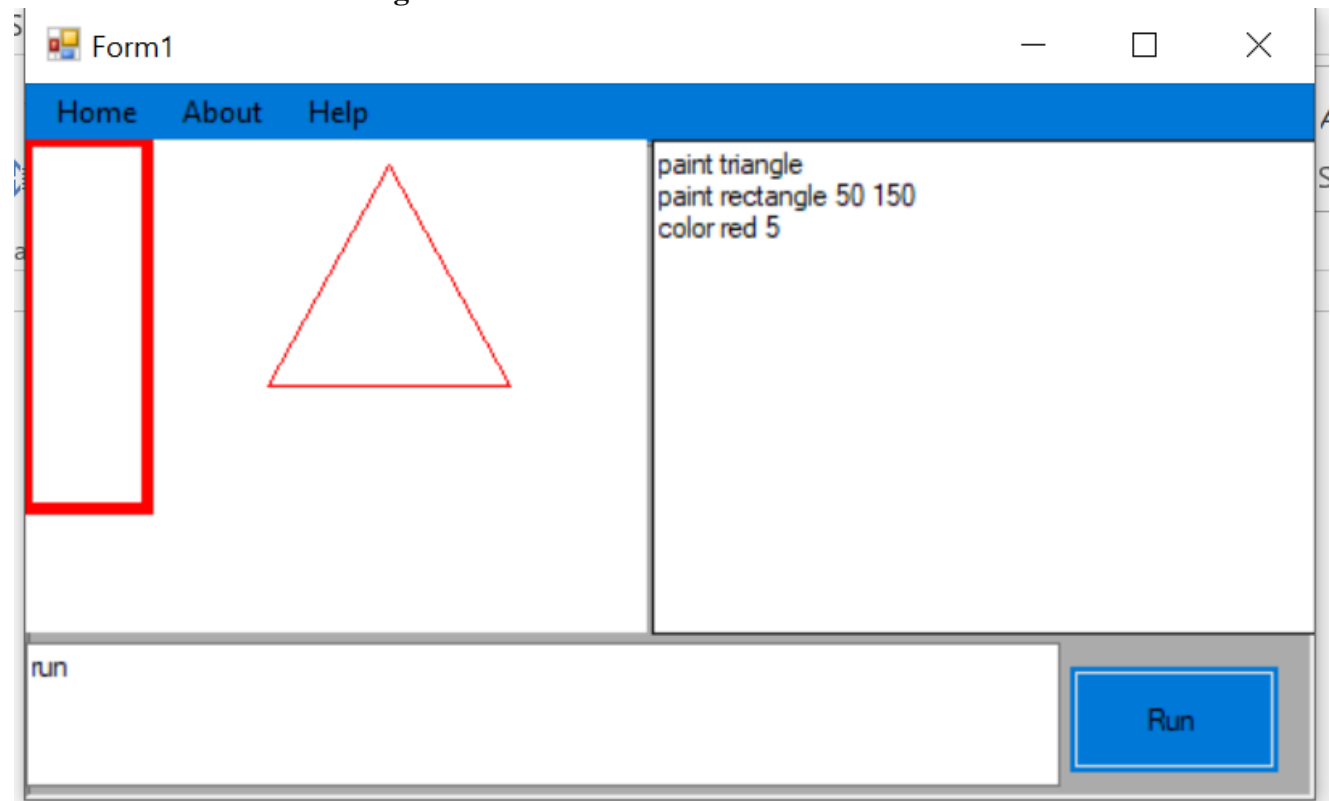 Form1
Home About Help
paint triangle
paint rectangle 50 150
color red 5
run
Run